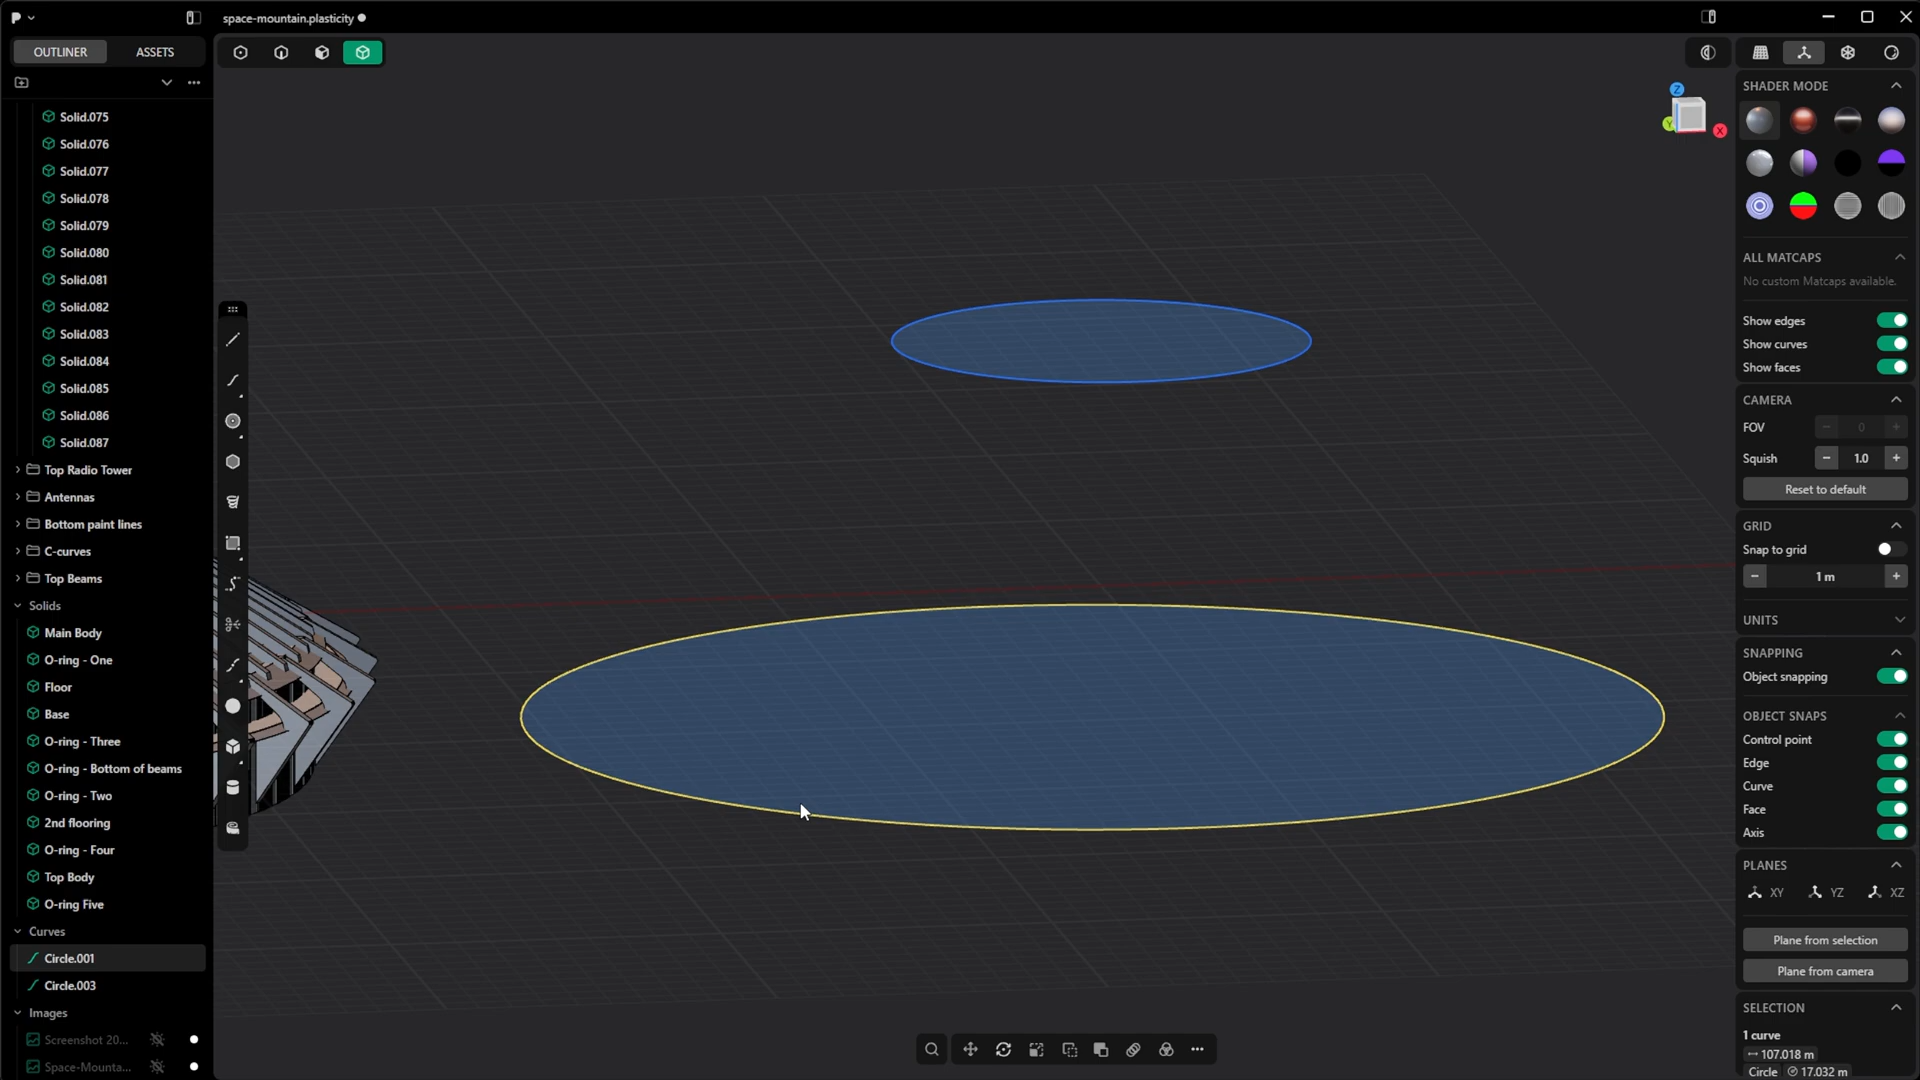 space-mountain.plasticity
OUTLINER
ASSETS
Solid.075
Solid.076
Solid.077
Solid.078
Solid.079
Solid.080
Solid.081
Solid.082
Solid.083
Solid.084
Solid.085
Solid.086
Solid.087
Top Radio Tower
Antennas
Bottom paint lines
C-curves
Top Beams
Solids
Main Body
O-ring - One
Floor
Base
O-ring - Three
O-ring - Bottom of beams
O-ring - Two
2nd flooring
O-ring - Four
Top Body
O-ring Five
Curves
Circle.001
Circle.003
Images
Screenshot 20...
Space-Mounta...
Z
Y
X
SHADER MODE
ALL MATCAPS
No custom Matcaps available.
Show edges
Show curves
Show faces
CAMERA
FOV
− 0 +
Squish
− 1.0 +
Reset to default
GRID
Snap to grid
− 1 m +
UNITS
SNAPPING
Object snapping
OBJECT SNAPS
Control point
Edge
Curve
Face
Axis
PLANES
XY YZ XZ
Plane from selection
Plane from camera
SELECTION
1 curve
107.018 m
Circle 17.032 m